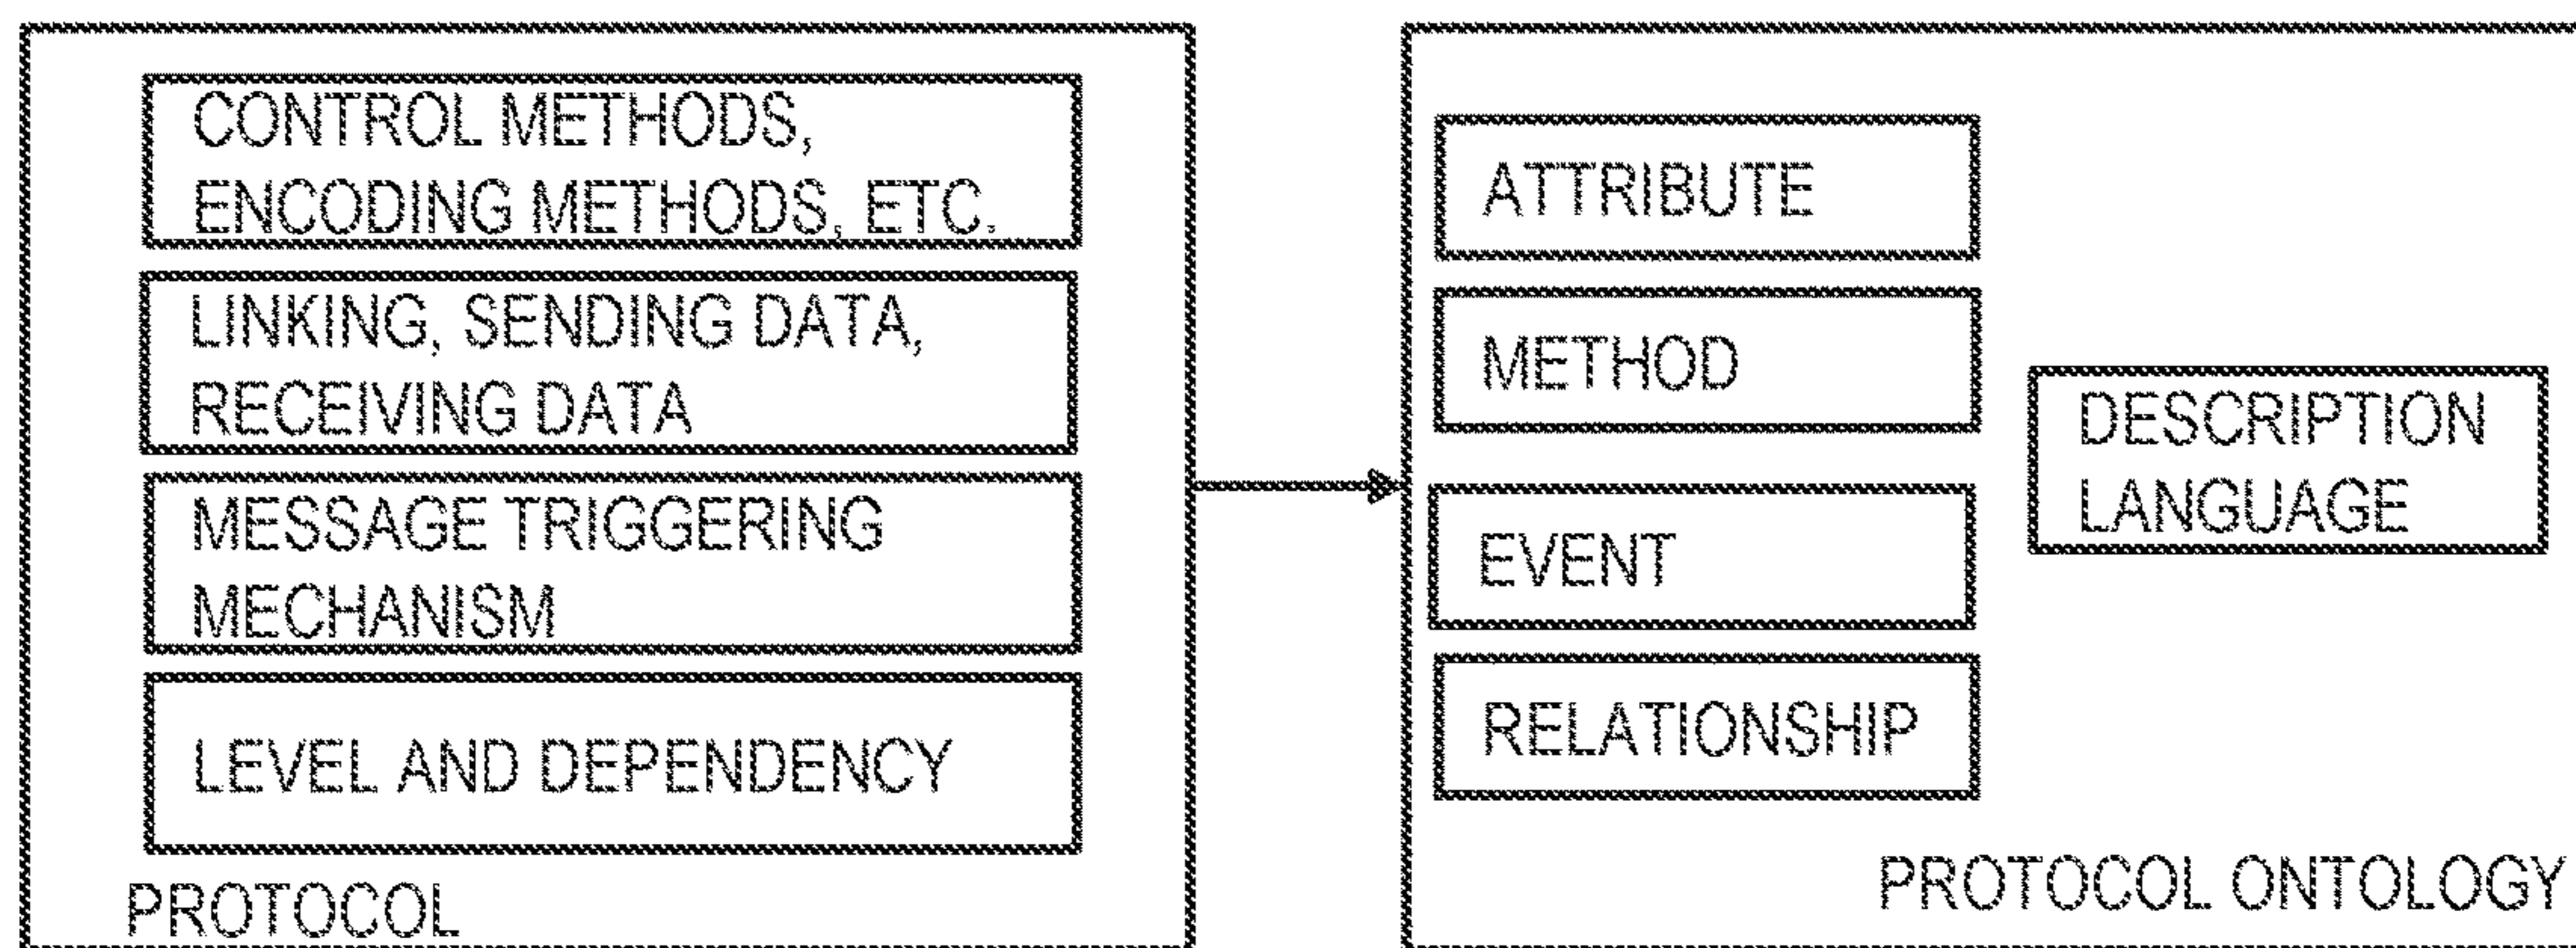 CONTROL METHODS,
ENCODING METHODS, ETC.
LINKING, SENDING DATA,
RECEIVING DATA
MESSAGE TRIGGERING
MECHANISM
LEVEL AND DEPENDENCY
PROTOCOL
ATTRIBUTE
METHOD
EVENT
RELATIONSHIP
DESCRIPTION
LANGUAGE
PROTOCOL ONTOLOGY